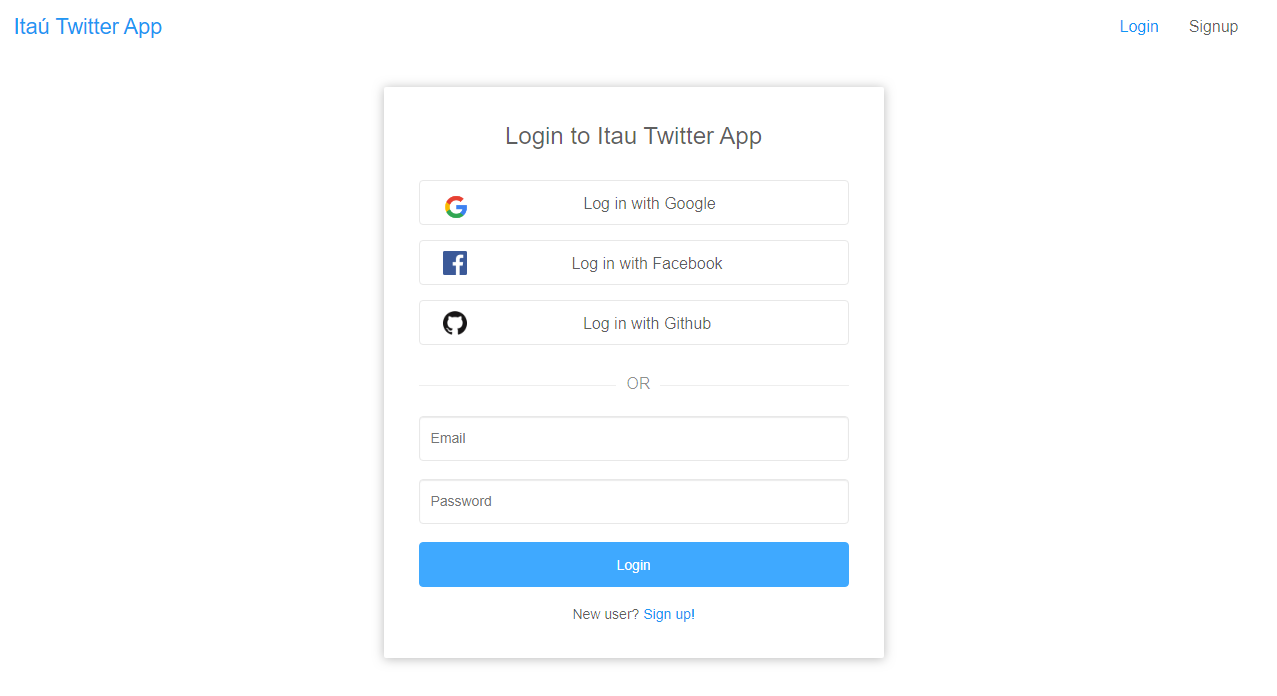 Itaú Twitter App
Login
Signup
Login to Itau Twitter App
Log in with Google
Log in with Facebook
Log in with Github
OR
Email
Password
Login
New user? Sign up!